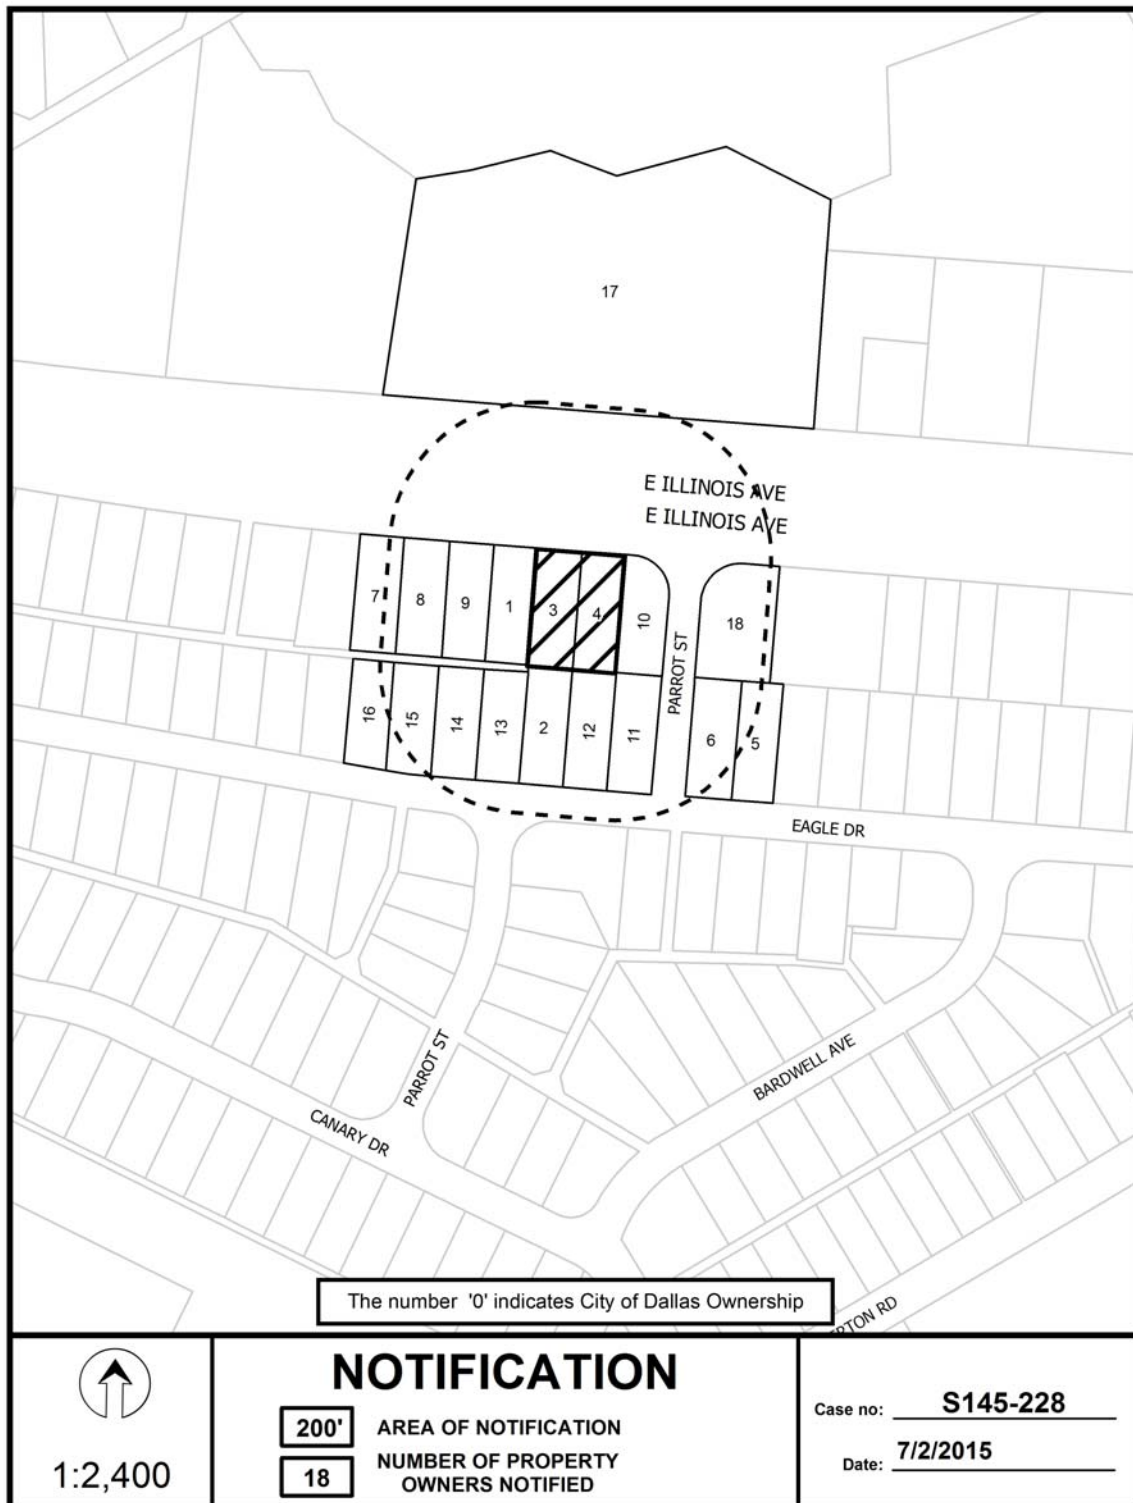 17
E ILLINOIS AVE
E ILLINOIS AVE
7
8
9
1
3
4
10
18
PARROT ST
16
15
14
13
2
12
11
6
5
EAGLE DR
PARROT ST
CANARY DR
BARDWELL AVE
RD
The number '0' indicates City of Dallas Ownership
1:2,400
NOTIFICATION
200' AREA OF NOTIFICATION
18 NUMBER OF PROPERTY
OWNERS NOTIFIED
Case no: S145-228
Date: 7/2/2015